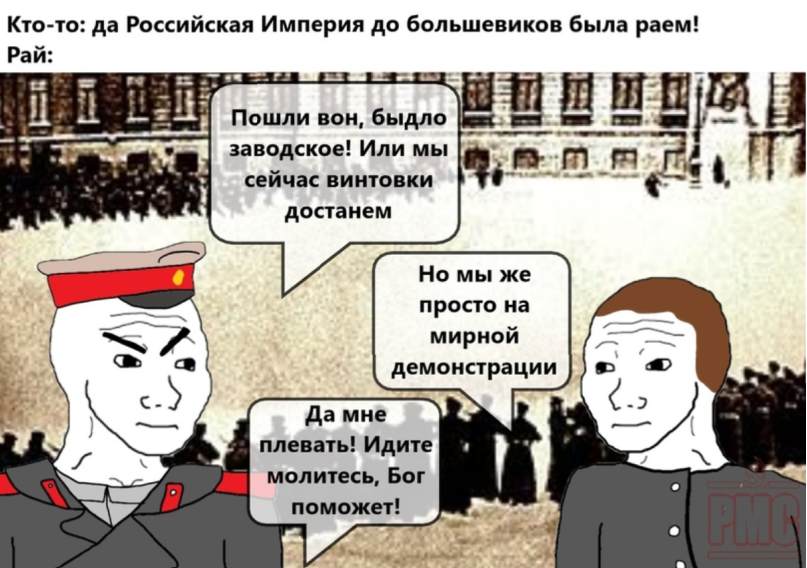 Кто-то: да Российская Империя до большевиков была раем!
Рай:
Пошли вон, быдло
заводское! Или мы
сейчас винтовки
достанем
Но мы же
просто на
мирной
демонстрации
Да мне
плевать! Идите
молитесь, Бог
поможет!
РМС